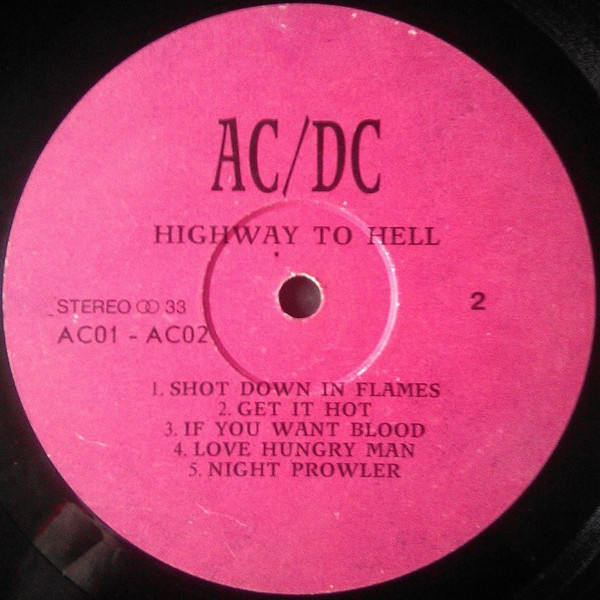 AC/DC
HIGHWAY TO HELL
STEREO 33 2
AC01 - AC02
1. SHOT DOWN IN FLAMES
2. GET IT HOT
3. IF YOU WANT BLOOD
4. LOVE HUNGRY MAN
5. NIGHT PROWLER